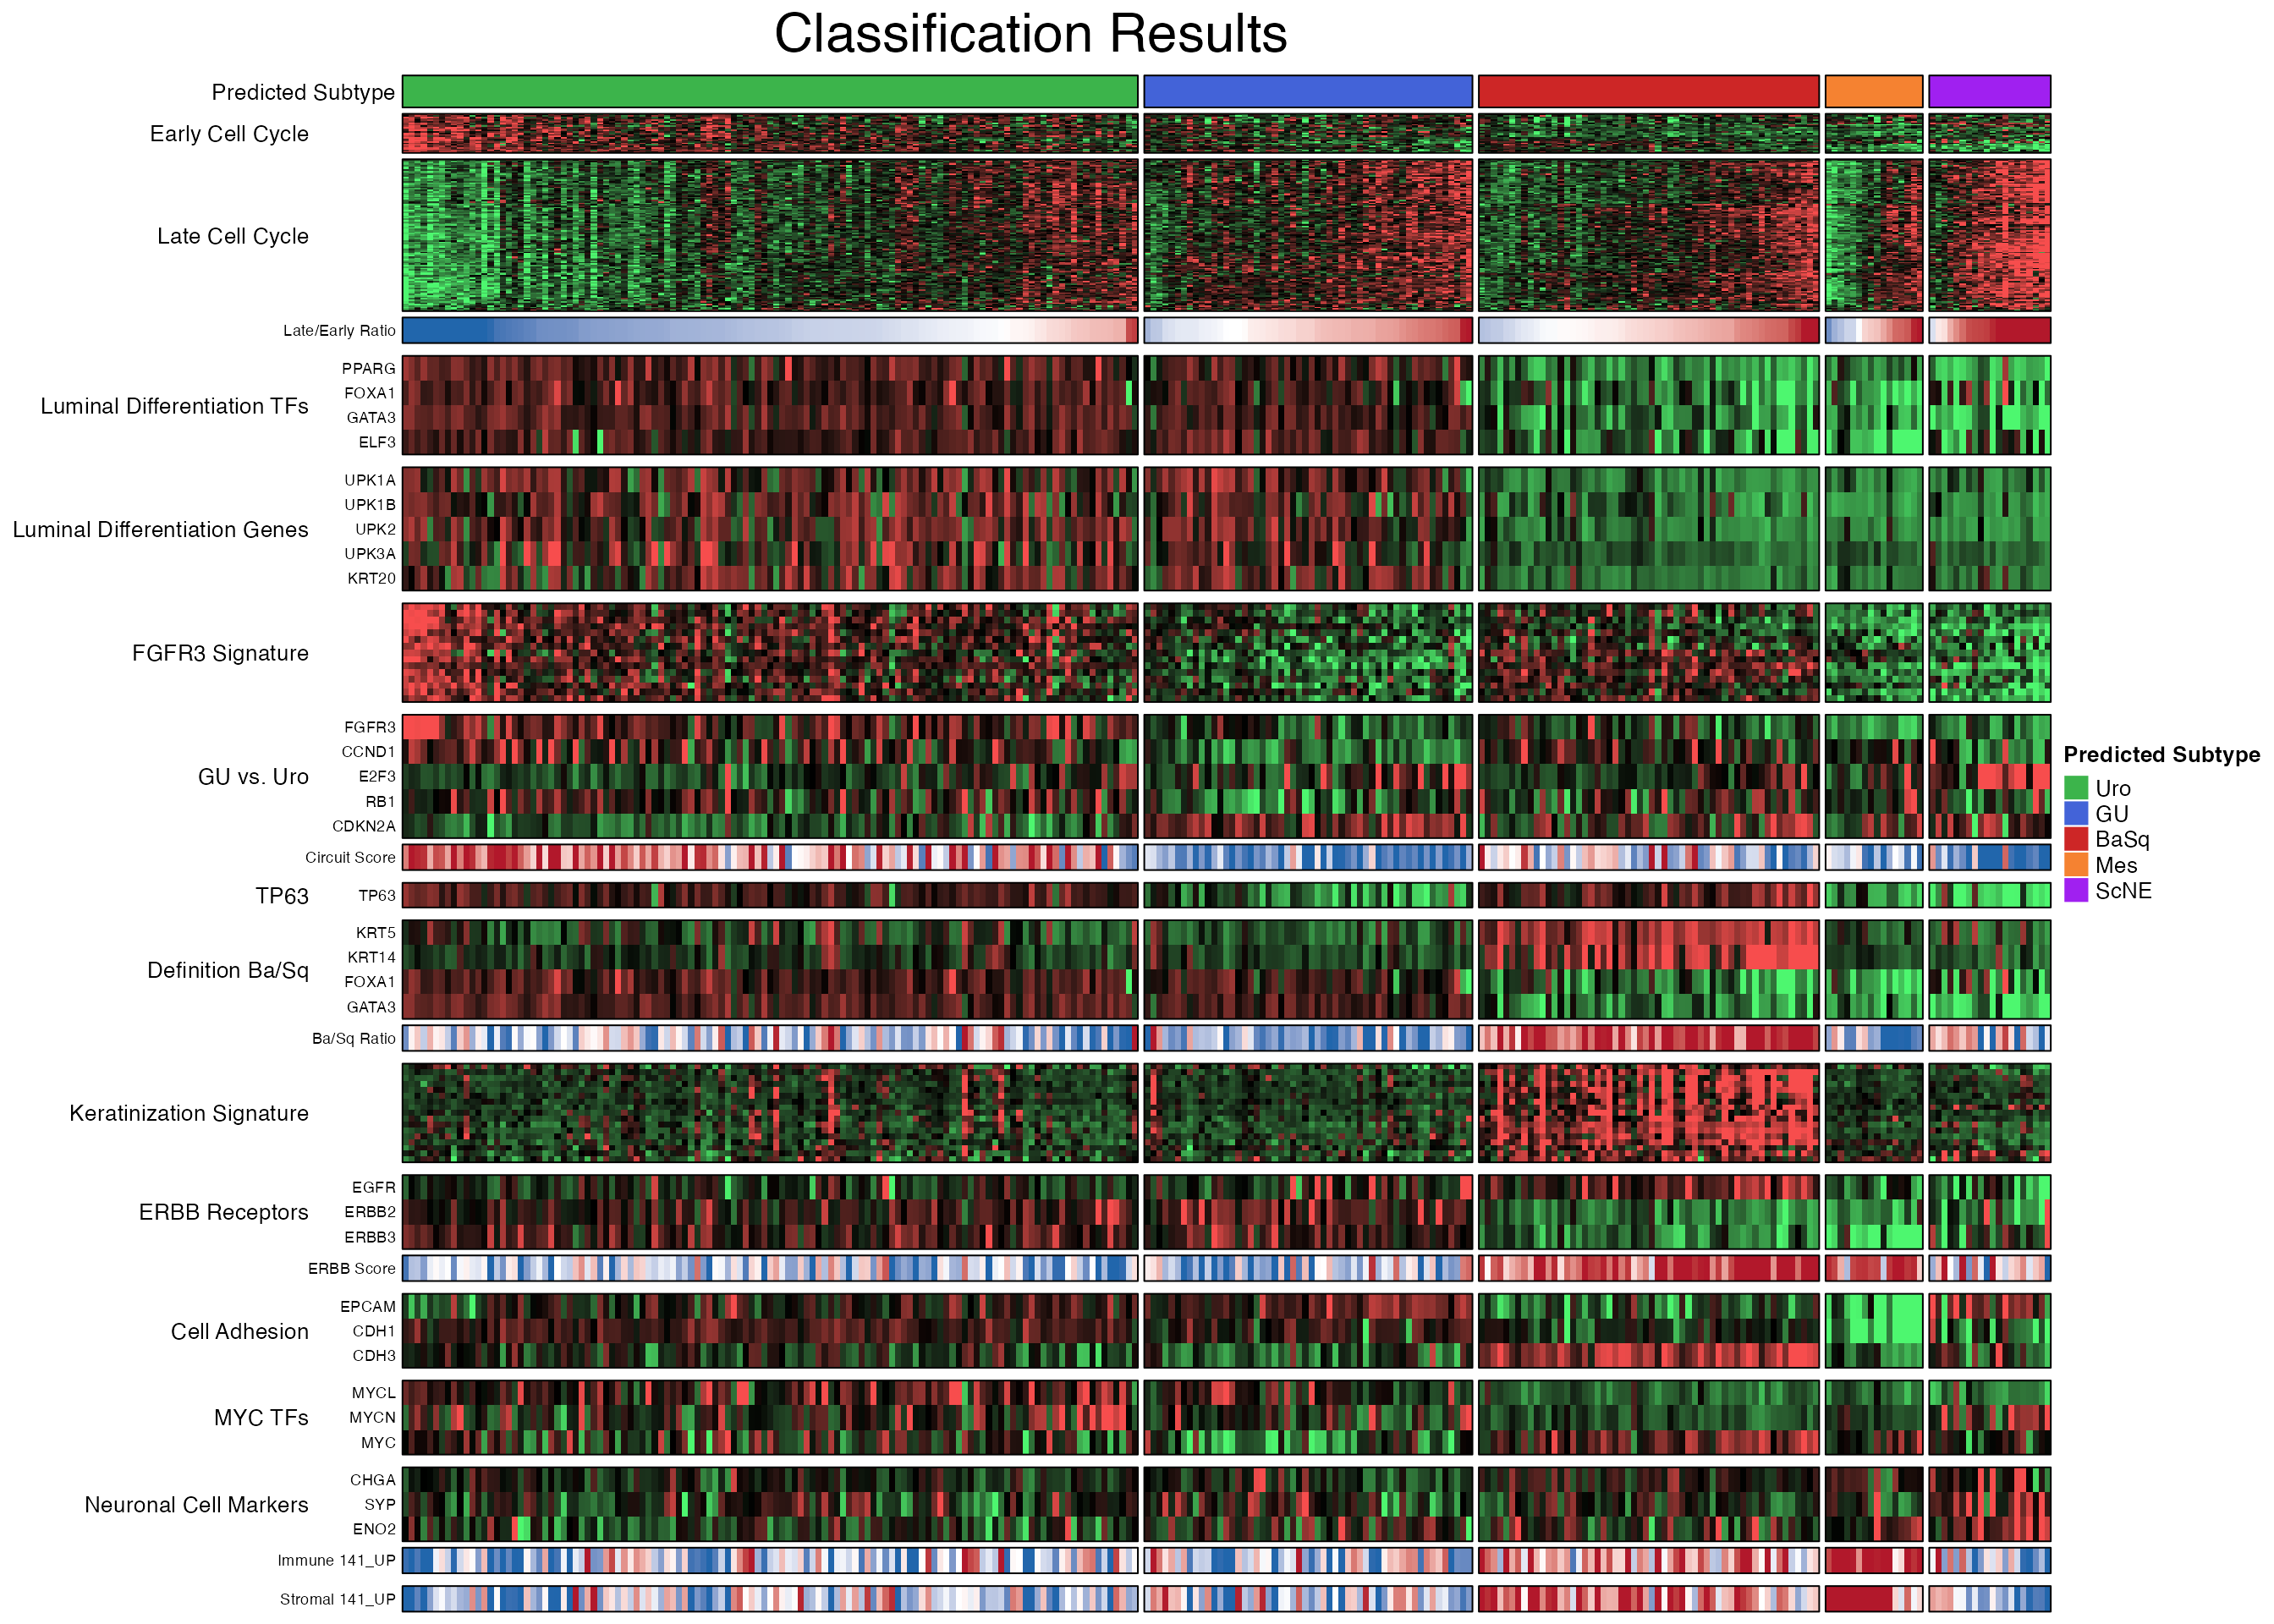 Classification Results
Predicted Subtype
Early Cell Cycle
Late Cell Cycle
Late/Early Ratio
Luminal Differentiation TFs
PPARG
FOXA1
GATA3
ELF3
Luminal Differentiation Genes
UPK1A
UPK1B
UPK2
UPK3A
KRT20
FGFR3 Signature
GU vs. Uro
FGFR3
CCND1
E2F3
RB1
CDKN2A
Circuit Score
TP63
TP63
Definition Ba/Sq
KRT5
KRT14
FOXA1
GATA3
Ba/Sq Ratio
Keratinization Signature
ERBB Receptors
EGFR
ERBB2
ERBB3
ERBB Score
Cell Adhesion
EPCAM
CDH1
CDH3
MYC TFs
MYCL
MYCN
MYC
Neuronal Cell Markers
CHGA
SYP
ENO2
Immune 141_UP
Stromal 141_UP
Predicted Subtype
Uro
GU
BaSq
Mes
ScNE